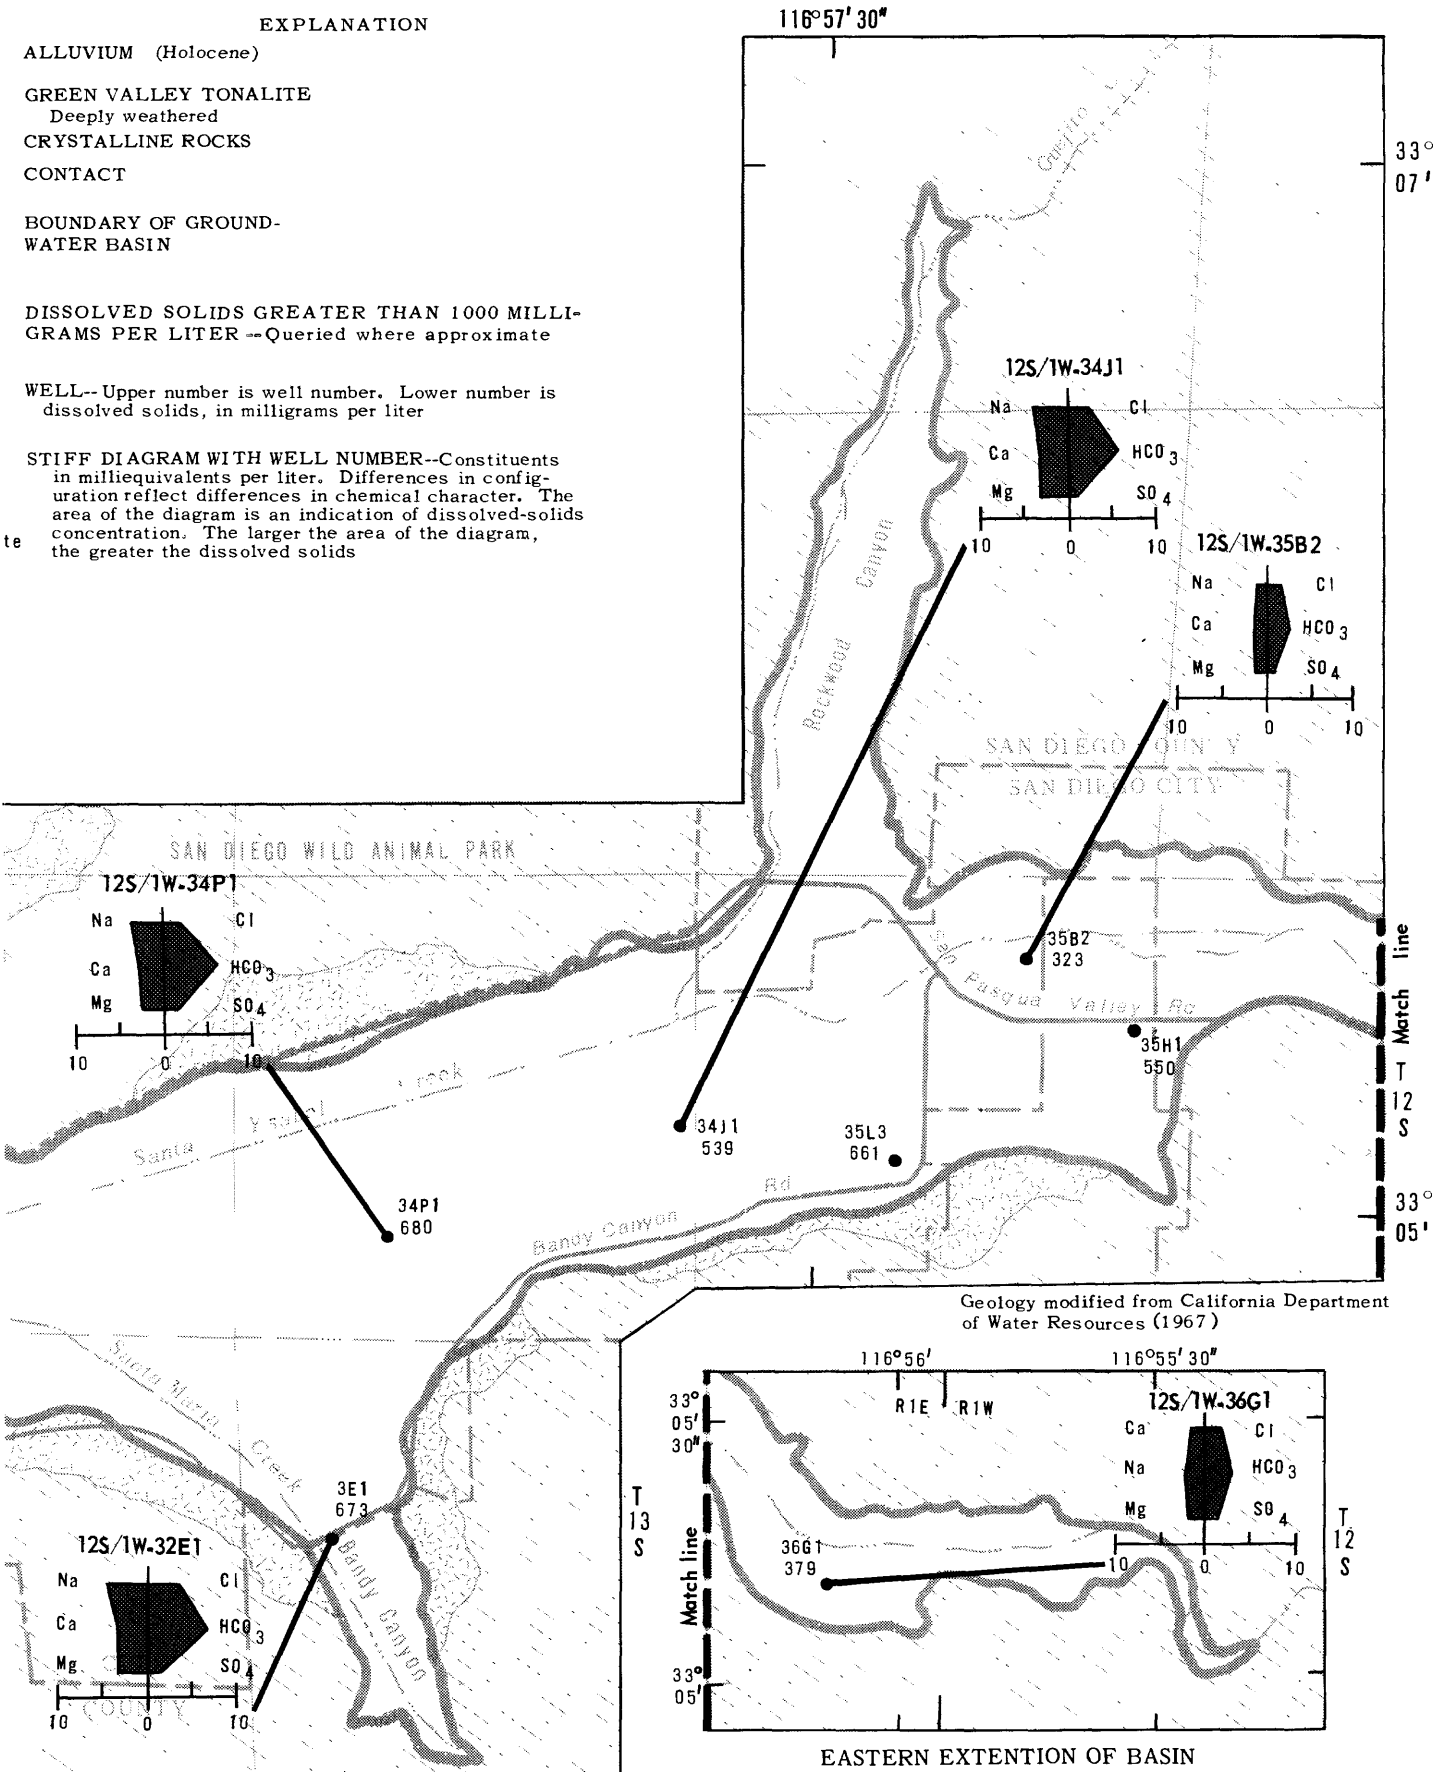 EXPLANATION
ALLUVIUM (Holocene)
GREEN VALLEY TONALITE
Deeply weathered
CRYSTALLINE ROCKS
CONTACT
BOUNDARY OF GROUND-
WATER BASIN
DISSOLVED SOLIDS GREATER THAN 1000 MILLI-
GRAMS PER LITER --Queried where approximate
WELL-- Upper number is well number. Lower number is
dissolved solids, in milligrams per liter
STIFF DIAGRAM WITH WELL NUMBER--Constituents
in milliequivalents per liter. Differences in config-
uration reflect differences in chemical character. The
area of the diagram is an indication of dissolved-solids
concentration. The larger the area of the diagram,
the greater the dissolved solids
te
116°57'30"
33°
07'
Guejito
12S/1W-34J1
Na Cl
Ca HCO3
Mg SO4
10 0 10
12S/1W-35B2
Na Cl
Ca HCO3
Mg SO4
10 0 10
Rockwood Canyon
SAN DIEGO COUNTY
SAN DIEGO CITY
SAN DIEGO WILD ANIMAL PARK
12S/1W-34P1
Na Cl
Ca HCO3
Mg SO4
10 0 10
35B2
323
San Pasqua Valley Rd
35H1
550
Match line
T
12
S
Santa Ysabel Creek
34J1
539
35L3
661
34P1
680
Bandy Canyon Rd
33°
05'
Geology modified from California Department
of Water Resources (1967)
Santa Maria Creek
3E1
673
Bandy Canyon
T
13
S
12S/1W-32E1
Na Cl
Ca HCO3
Mg SO4
10 0 10
COUNTY
116°56' 116°55'30"
33°
05'
30"
R1E R1W
12S/1W-36G1
Ca Cl
Na HCO3
Mg SO4
10 0 10
36G1
379
Match line
T
12
S
33°
05'
EASTERN EXTENTION OF BASIN